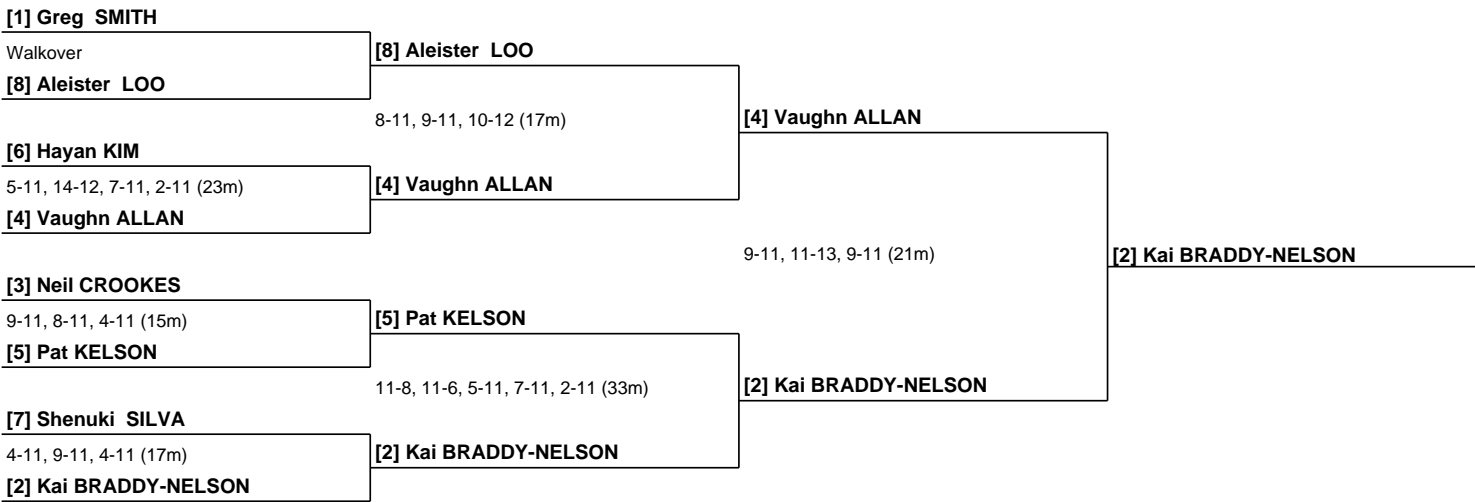 [1] Greg  SMITH
Walkover
[8] Aleister  LOO
[6] Hayan KIM
5-11, 14-12, 7-11, 2-11 (23m)
[4] Vaughn ALLAN
[3] Neil CROOKES
9-11, 8-11, 4-11 (15m)
[5] Pat KELSON
[7] Shenuki  SILVA
4-11, 9-11, 4-11 (17m)
[2] Kai BRADDY-NELSON
[8] Aleister  LOO
8-11, 9-11, 10-12 (17m)
[4] Vaughn ALLAN
[5] Pat KELSON
11-8, 11-6, 5-11, 7-11, 2-11 (33m)
[2] Kai BRADDY-NELSON
[4] Vaughn ALLAN
9-11, 11-13, 9-11 (21m)
[2] Kai BRADDY-NELSON
[2] Kai BRADDY-NELSON